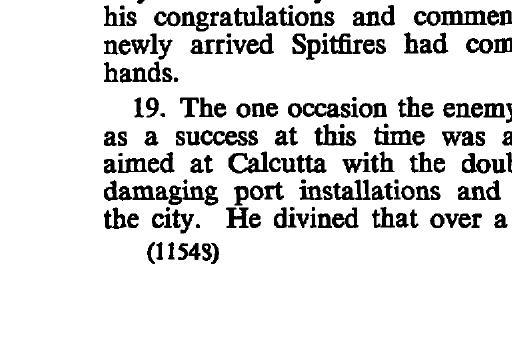 his congratulations and commen
newly arrived Spitfires had com
hands.
19. The one occasion the enemy
as a success at this time was a
aimed at Calcutta with the doub
damaging port installations and
the city. He divined that over a
(11548)